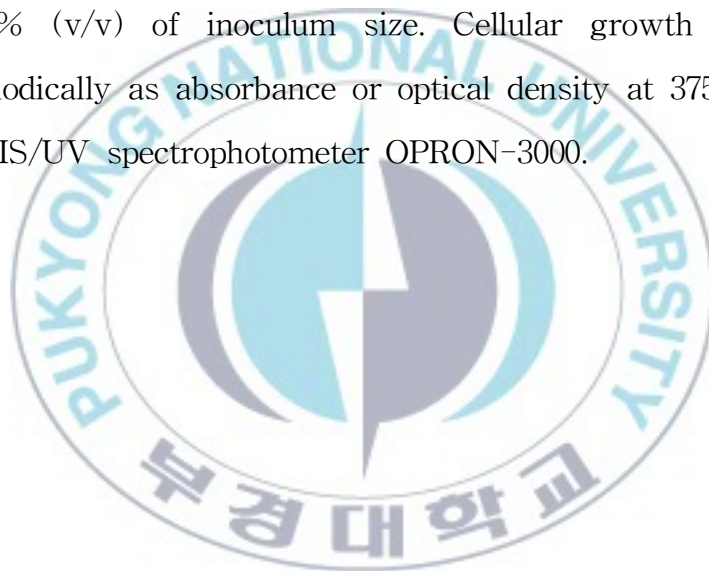 % (v/v) of inoculum size. Cellular growth
odically as absorbance or optical density at 375
IS/UV spectrophotometer OPRON-3000.
PUKYONG NATIONAL UNIVERSITY
부경대학교